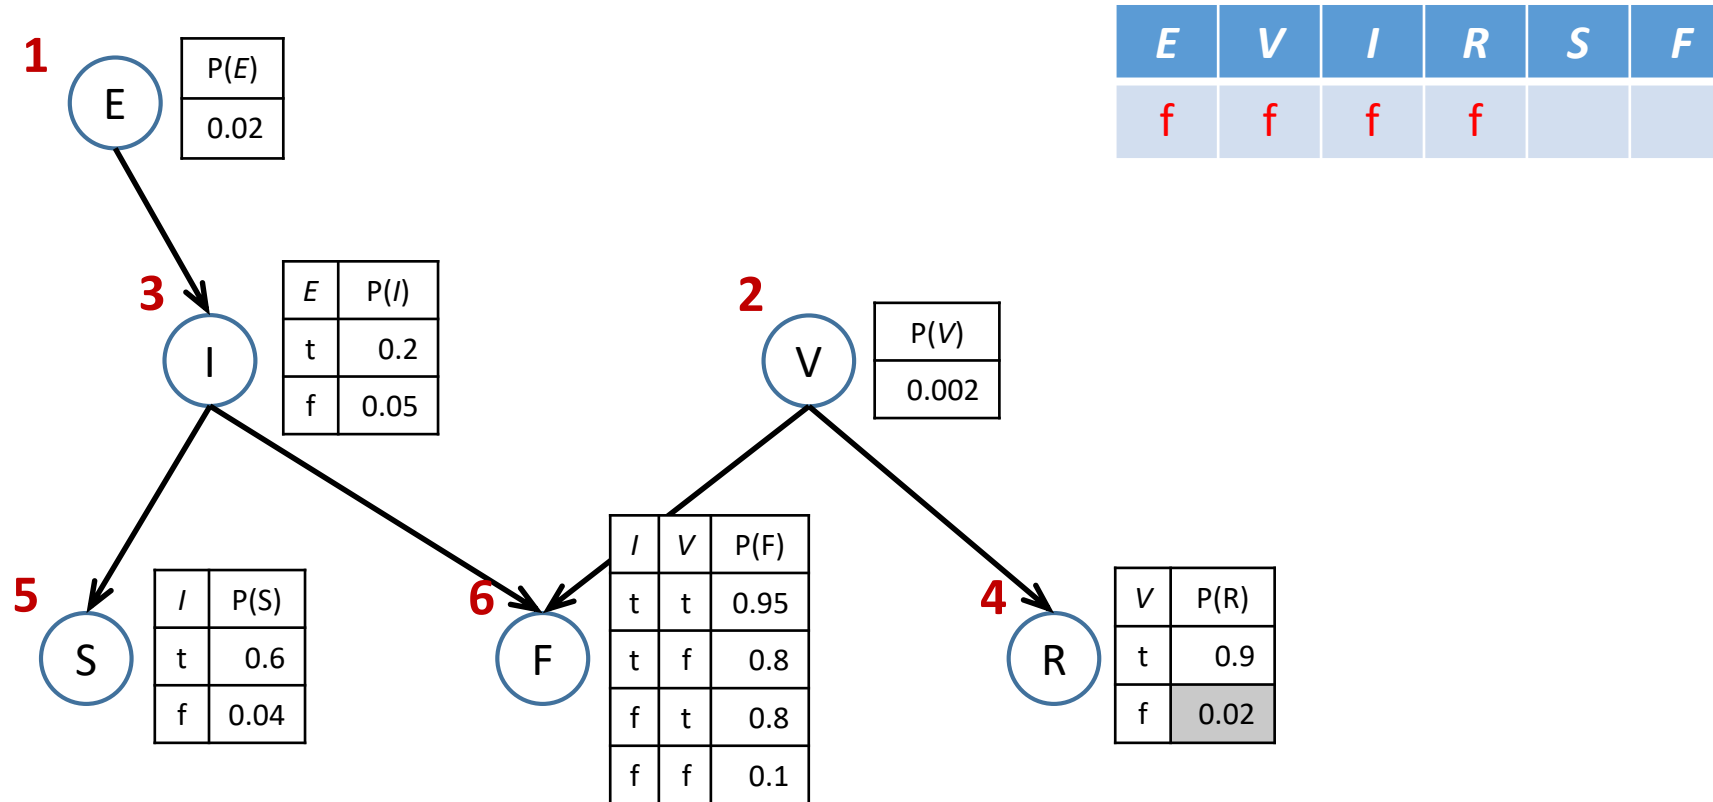 1
E
P(E)
0.02
E V I R S F
f f f f
3
I
E P(I)
t 0.2
f 0.05
2
V
P(V)
0.002
5
S
I P(S)
t 0.6
f 0.04
6
F
I V P(F)
t t 0.95
t f 0.8
f t 0.8
f f 0.1
4
R
V P(R)
t 0.9
f 0.02